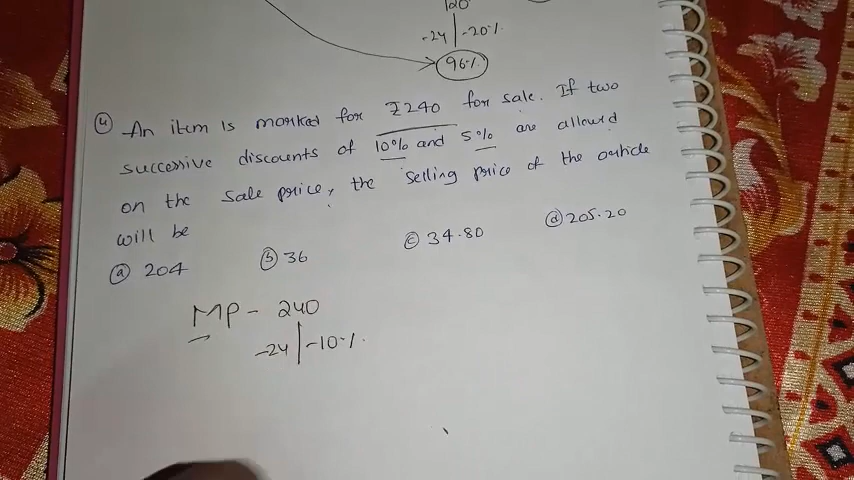 120
-24 | -20%
96%
④ An item is marked for ₹240 for sale. If two
successive discounts of 10% and 5% are allowed
on the sale price, the selling price of the article
will be
ⓐ 204 ⓑ 36 ⓒ 34.80 ⓓ 205.20
MP - 240
-24 | -10%